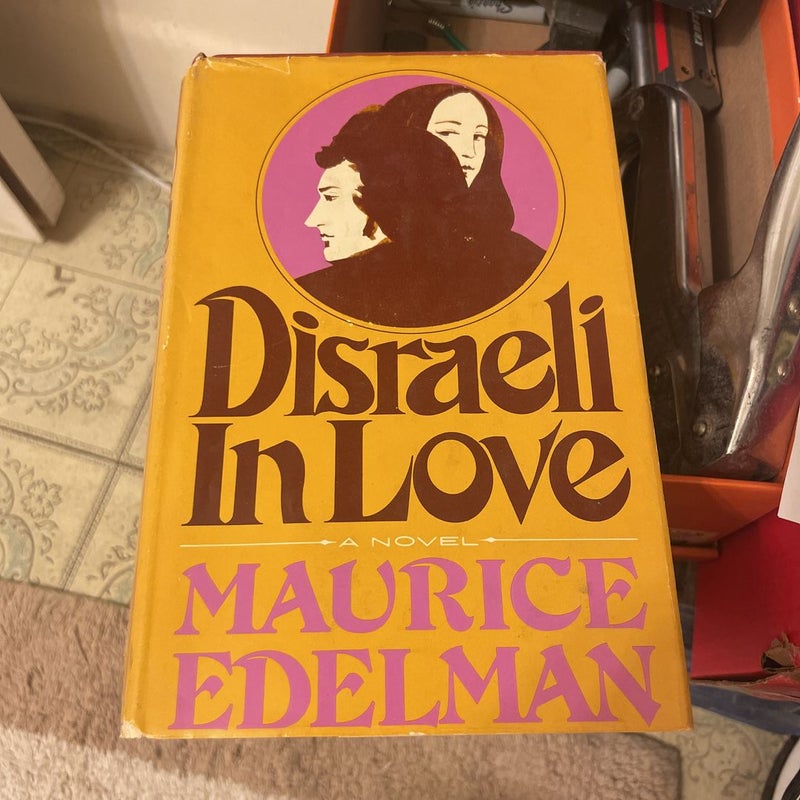 Disraeli
In Love
A NOVEL
MAURICE
EDELMAN